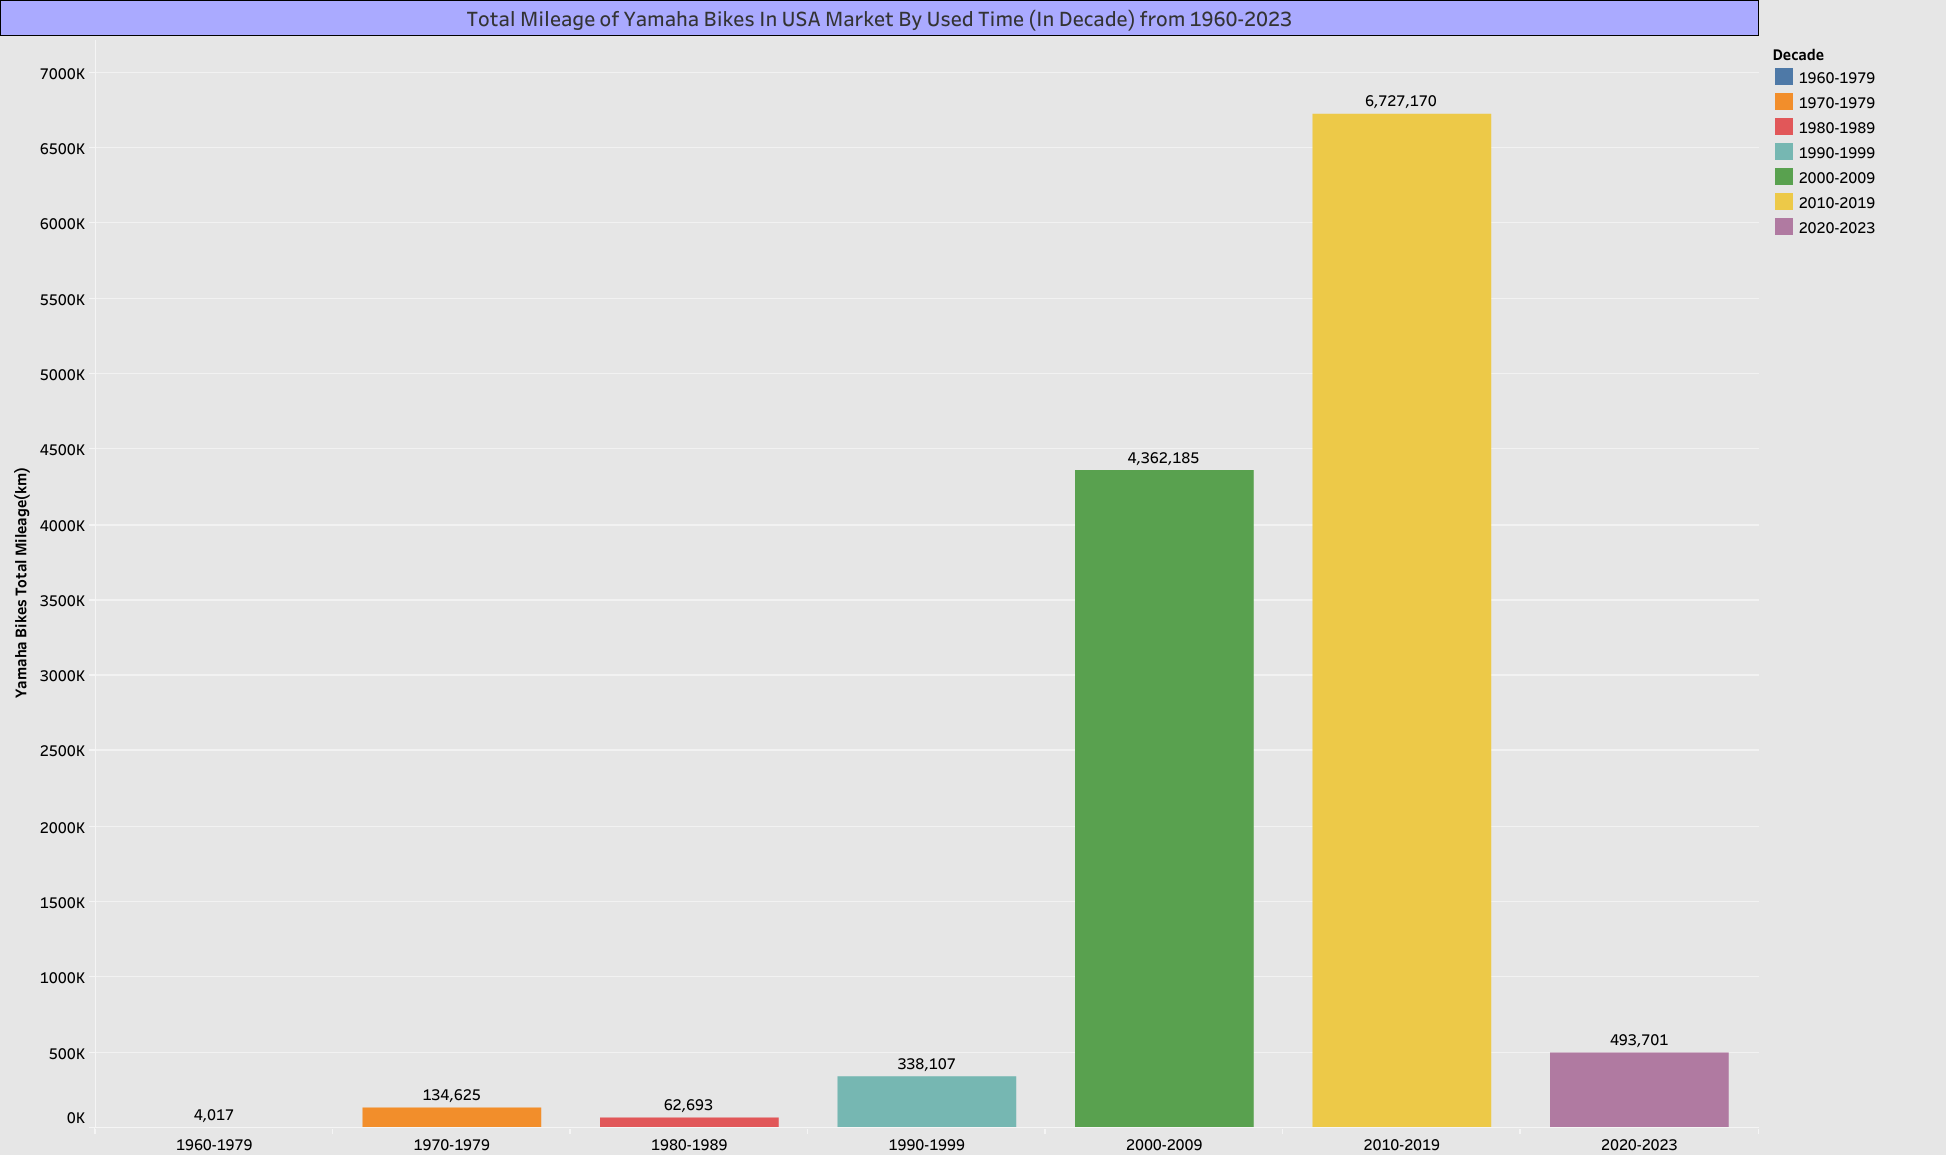 Total Mileage of Yamaha Bikes In USA Market By Used Time (In Decade) from 1960-2023
Decade
1960-1979
1970-1979
1980-1989
1990-1999
2000-2009
2010-2019
2020-2023
Yamaha Bikes Total Mileage(km)
7000K
6500K
6000K
5500K
5000K
4500K
4000K
3500K
3000K
2500K
2000K
1500K
1000K
500K
0K
4,017
134,625
62,693
338,107
4,362,185
6,727,170
493,701
1960-1979
1970-1979
1980-1989
1990-1999
2000-2009
2010-2019
2020-2023